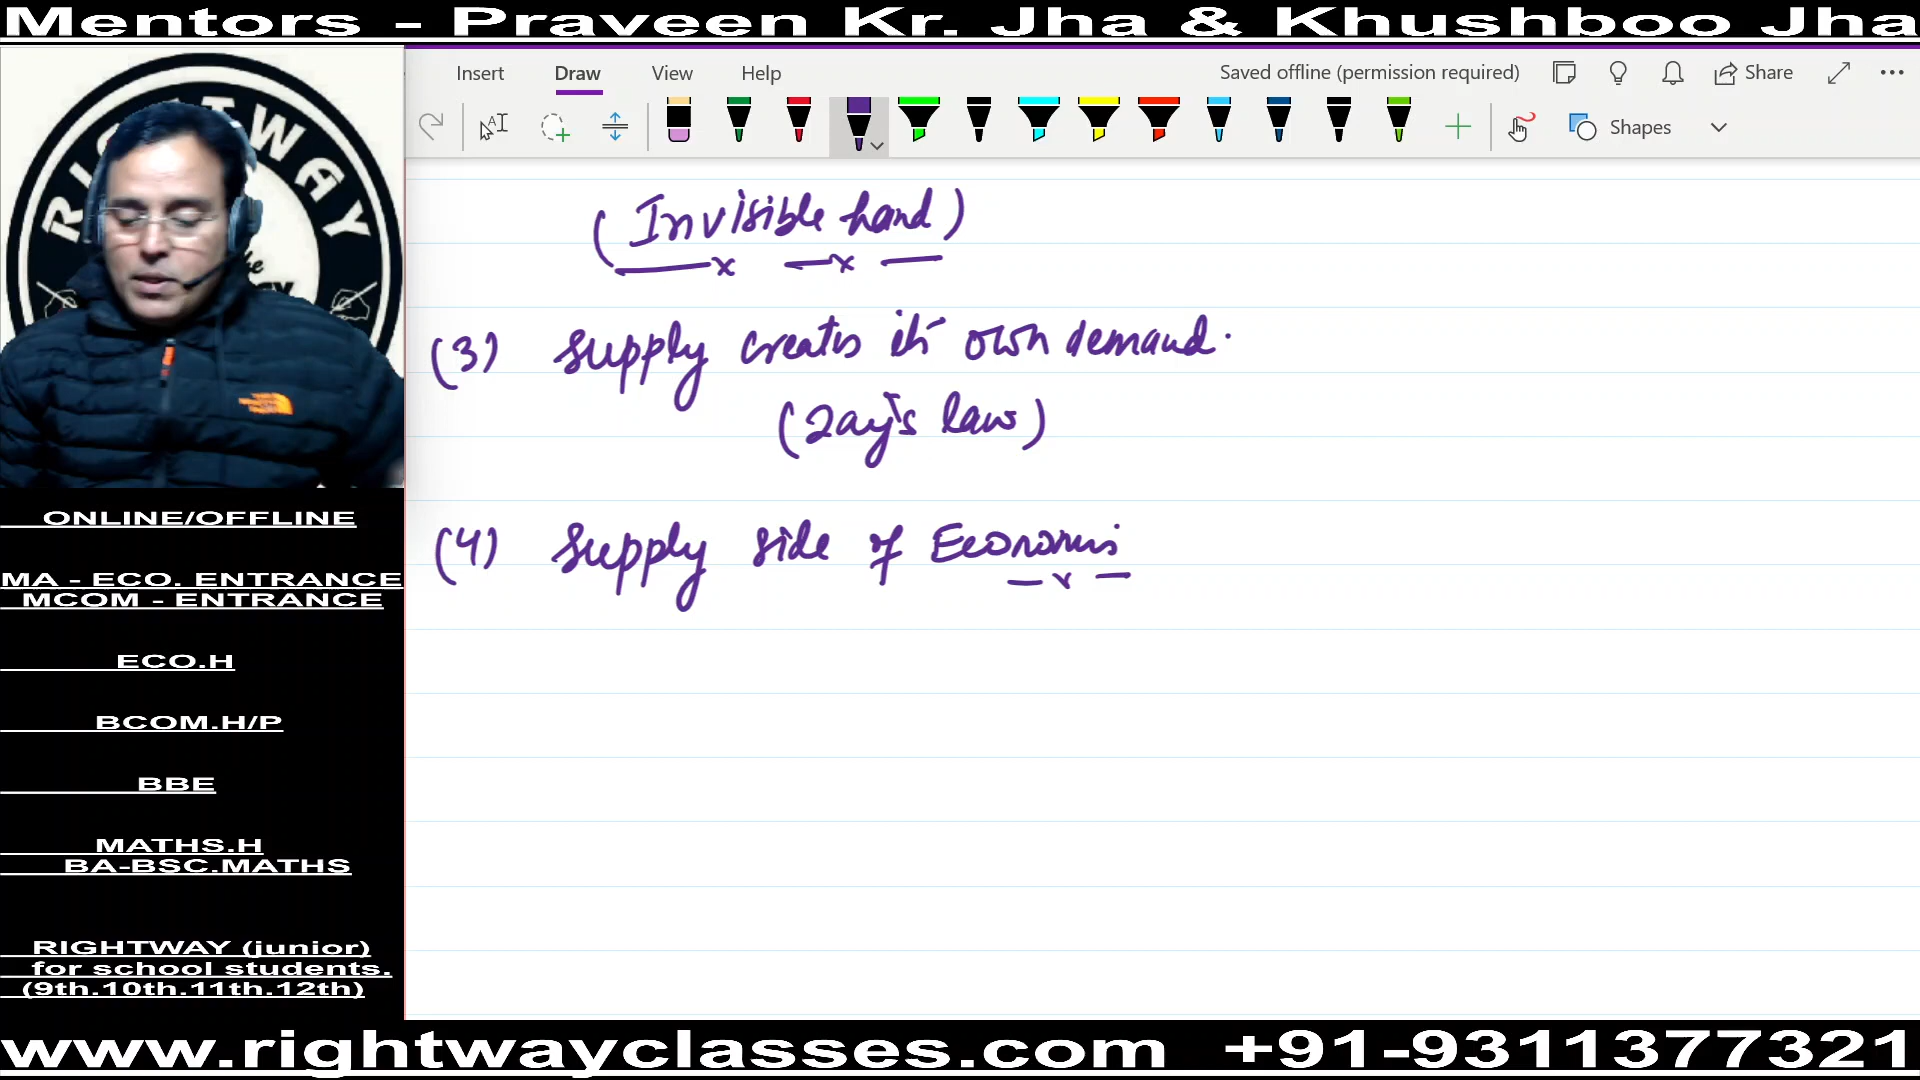 Mentors - Praveen Kr. Jha & Khushboo Jha
Insert Draw View Help Saved offline (permission required) Share
Shapes
RIGHTWAY
the
(Invisible hand)
(3) Supply creates its own demand.
(Say's law)
(4) Supply side of Economis
ONLINE/OFFLINE
MA - ECO. ENTRANCE
MCOM - ENTRANCE
ECO.H
BCOM.H/P
BBE
MATHS.H
BA-BSC.MATHS
RIGHTWAY (junior)
for school students.
(9th.10th.11th.12th)
www.rightwayclasses.com +91-9311377321